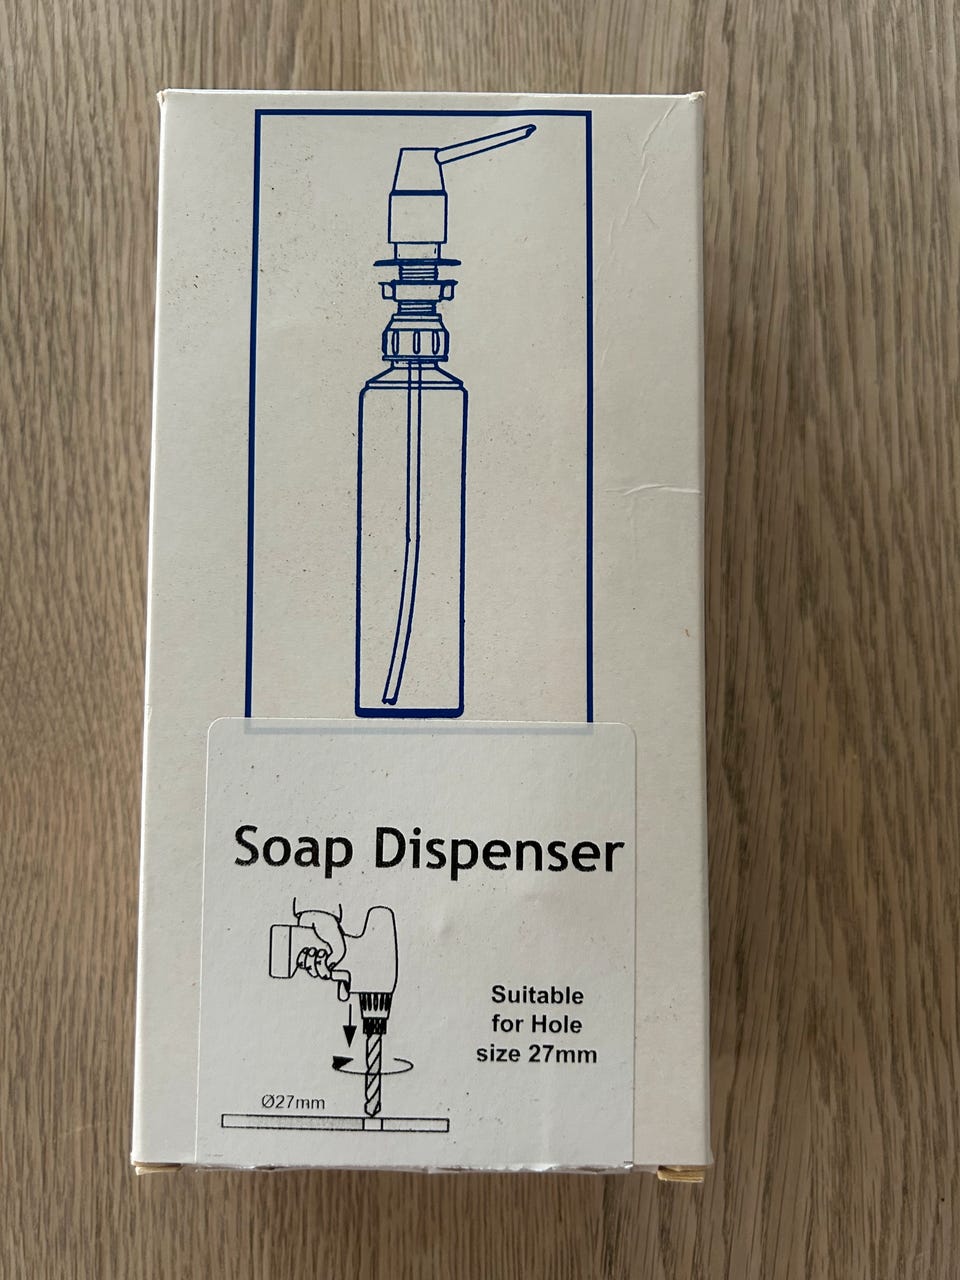 Soap Dispenser
Suitable
for Hole
size 27mm
Ø27mm